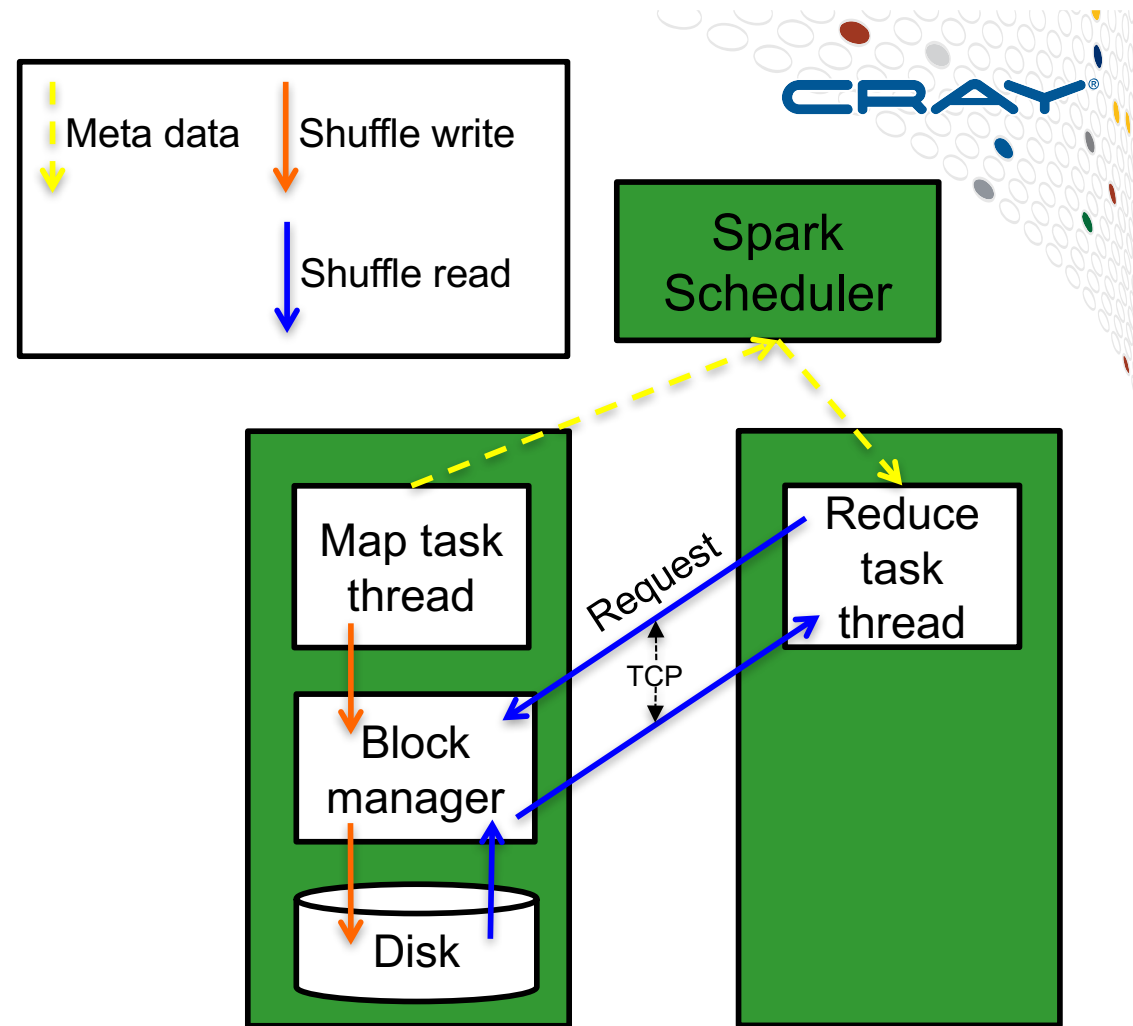 CRAY®
Meta data
Shuffle write
Shuffle read
Spark
Scheduler
Map task
thread
Reduce
task
thread
Request
TCP
Block
manager
Disk